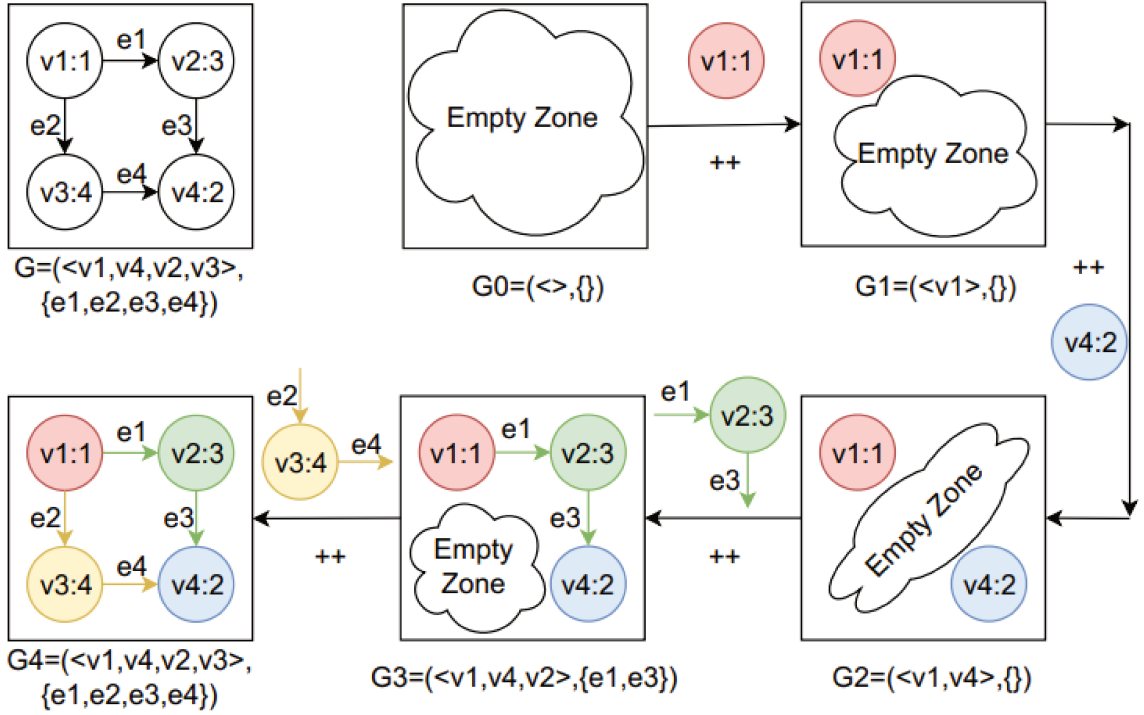 v1:1
e1
v2:3
e2
e3
v3:4
e4
v4:2
G=(<v1,v4,v2,v3>,
{e1,e2,e3,e4})
Empty Zone
G0=(<>,{})
v1:1
++
v1:1
Empty Zone
G1=(<v1>,{})
++
v4:2
v1:1
Empty Zone
v4:2
G2=(<v1,v4>,{})
e1
v2:3
e3
++
v1:1
e1
v2:3
e3
Empty
Zone
v4:2
G3=(<v1,v4,v2>,{e1,e3})
e2
v3:4
e4
++
v1:1
e1
v2:3
e2
e3
v3:4
e4
v4:2
G4=(<v1,v4,v2,v3>,
{e1,e2,e3,e4})